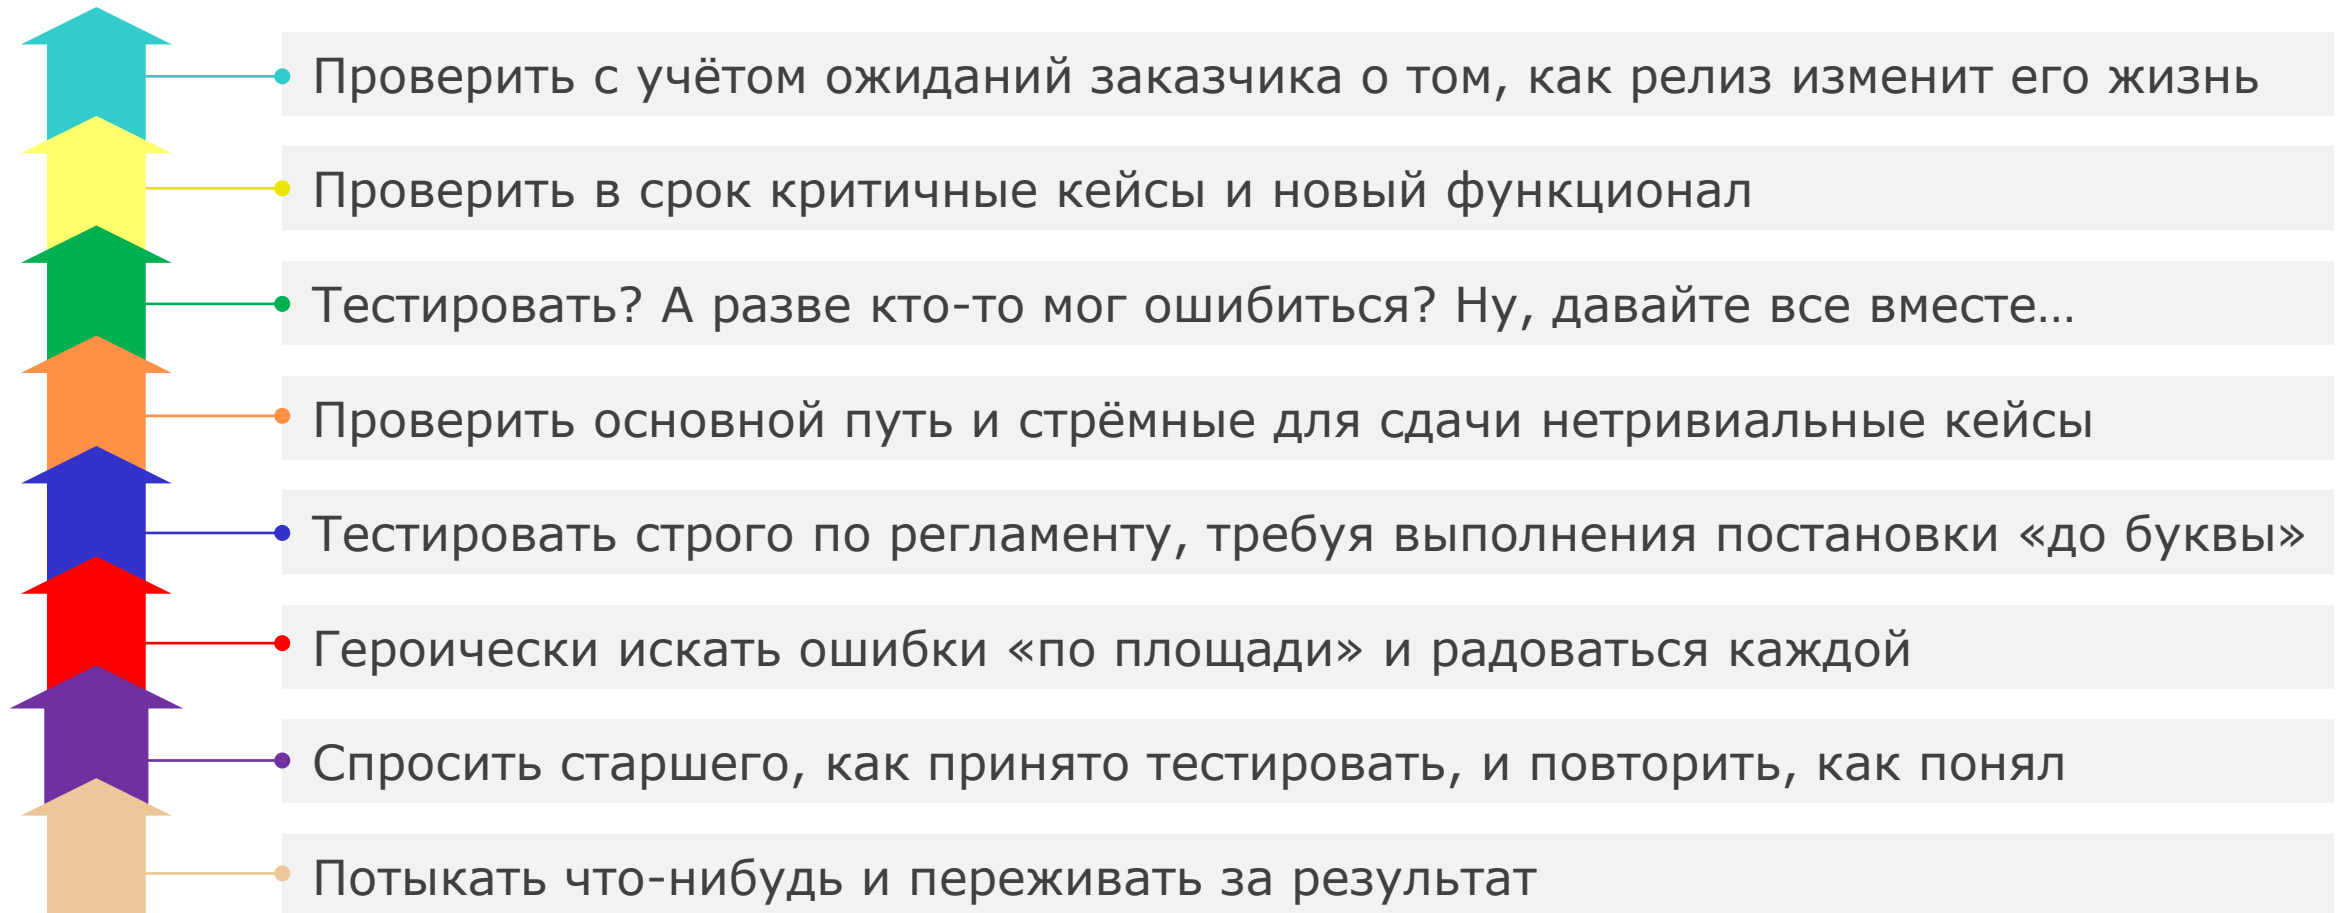 Проверить с учётом ожиданий заказчика о том, как релиз изменит его жизнь
Проверить в срок критичные кейсы и новый функционал
Тестировать? А разве кто-то мог ошибиться? Ну, давайте все вместе…
Проверить основной путь и стрёмные для сдачи нетривиальные кейсы
Тестировать строго по регламенту, требуя выполнения постановки «до буквы»
Героически искать ошибки «по площади» и радоваться каждой
Спросить старшего, как принято тестировать, и повторить, как понял
Потыкать что-нибудь и переживать за результат